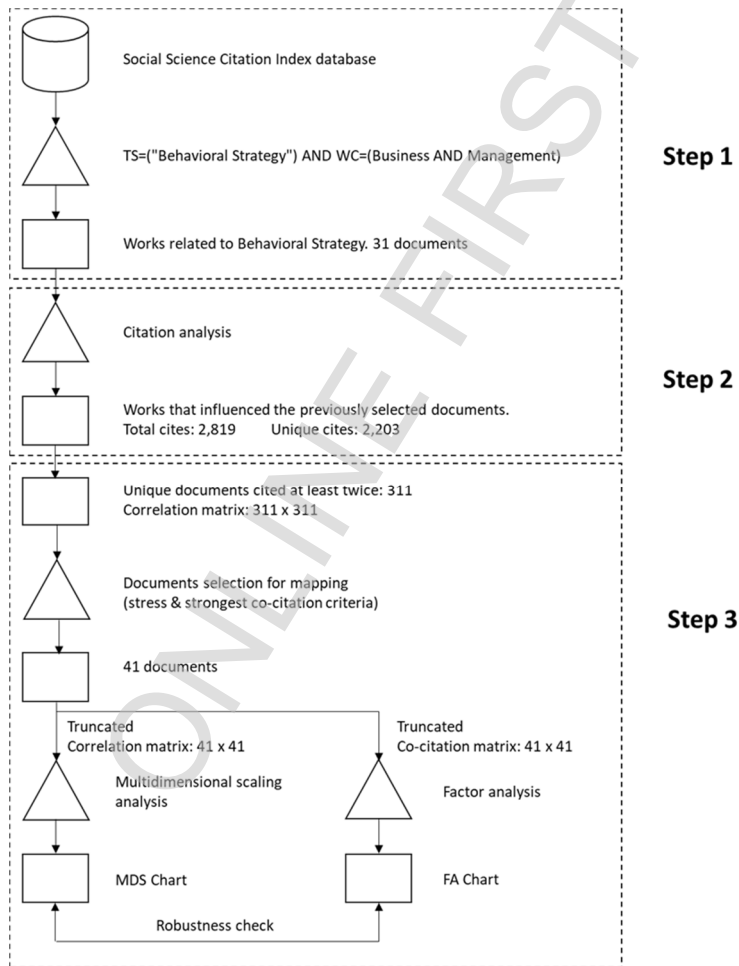 Social Science Citation Index database
TS=("Behavioral Strategy") AND WC=(Business AND Management)
Step 1
Works related to Behavioral Strategy. 31 documents
Citation analysis
Step 2
Works that influenced the previously selected documents.
Total cites: 2,819 Unique cites: 2,203
Unique documents cited at least twice: 311
Correlation matrix: 311 x 311
Documents selection for mapping
(stress & strongest co-citation criteria)
Step 3
41 documents
Truncated
Correlation matrix: 41 x 41
Truncated
Co-citation matrix: 41 x 41
Multidimensional scaling
analysis
Factor analysis
MDS Chart
FA Chart
Robustness check
ONLINE FIRST